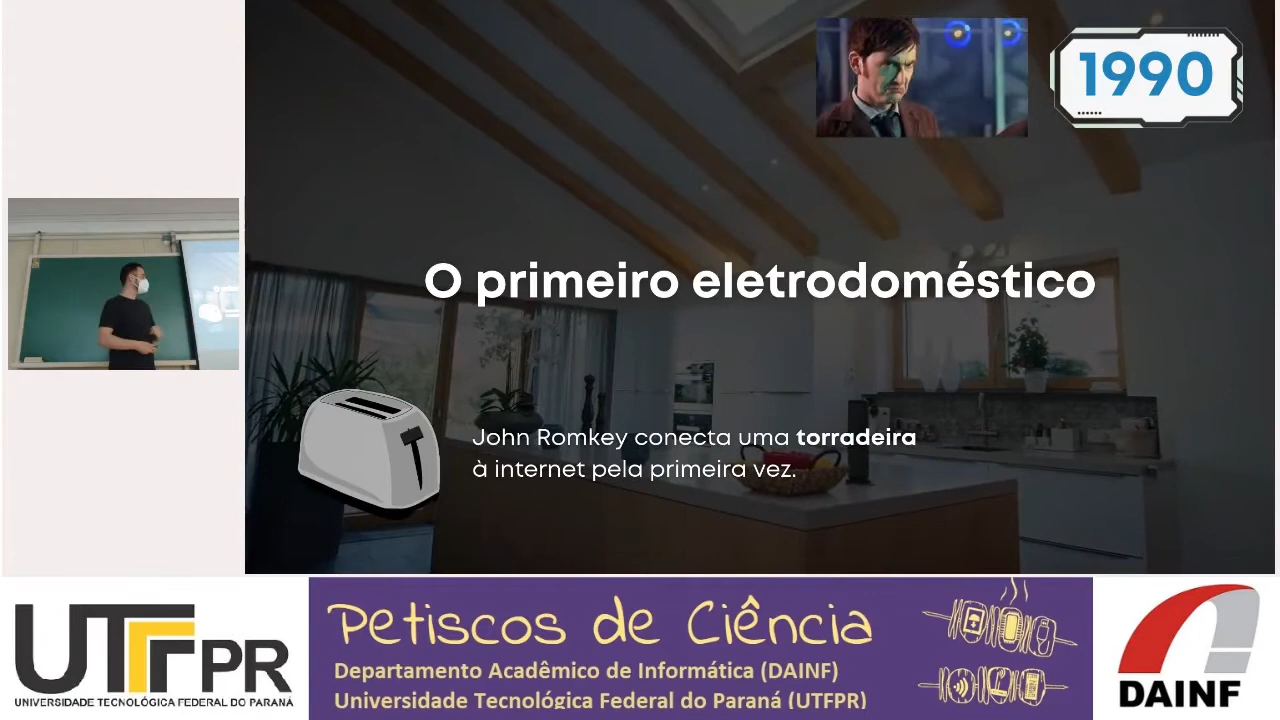 1990
O primeiro eletrodoméstico
John Romkey conecta uma torradeira
à internet pela primeira vez.
UTFPR
UNIVERSIDADE TECNOLÓGICA FEDERAL DO PARANÁ
Petiscos de Ciência
Departamento Acadêmico de Informática (DAINF)
Universidade Tecnológica Federal do Paraná (UTFPR)
DAINF